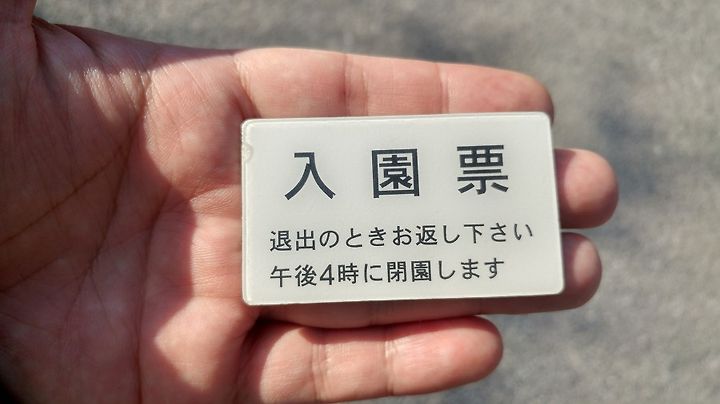 入園票
退出のときお返し下さい
午後4時に閉園します